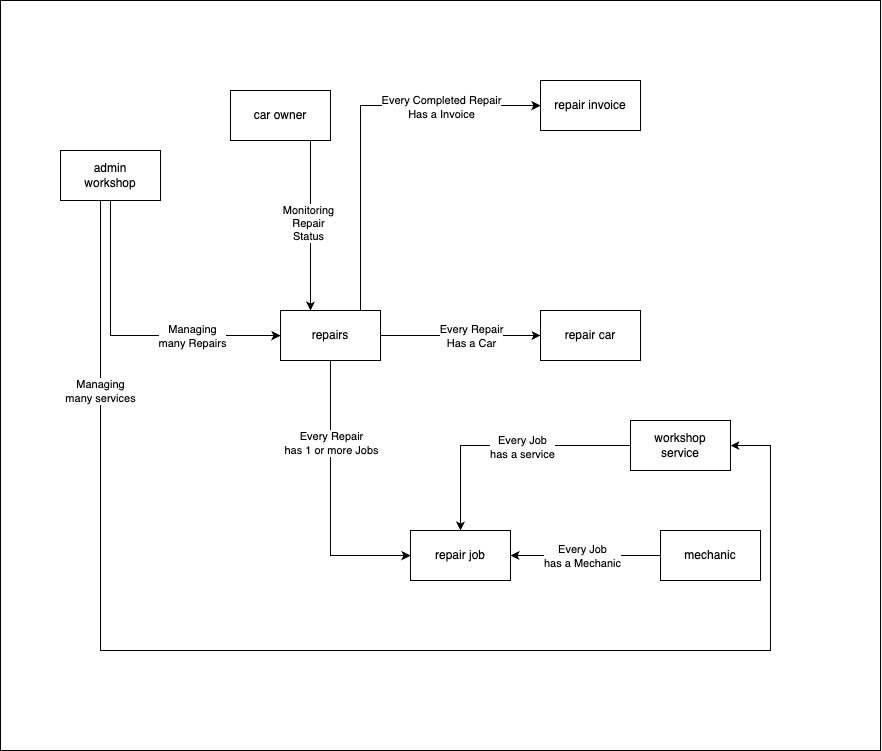 Every Completed Repair
Has a Invoice
repair invoice
car owner
admin
workshop
Monitoring
Repair
Status
Managing
many Repairs
repairs
Every Repair
Has a Car
repair car
Managing
many services
Every Repair
has 1 or more Jobs
Every Job
has a service
workshop
service
repair job
Every Job
has a Mechanic
mechanic